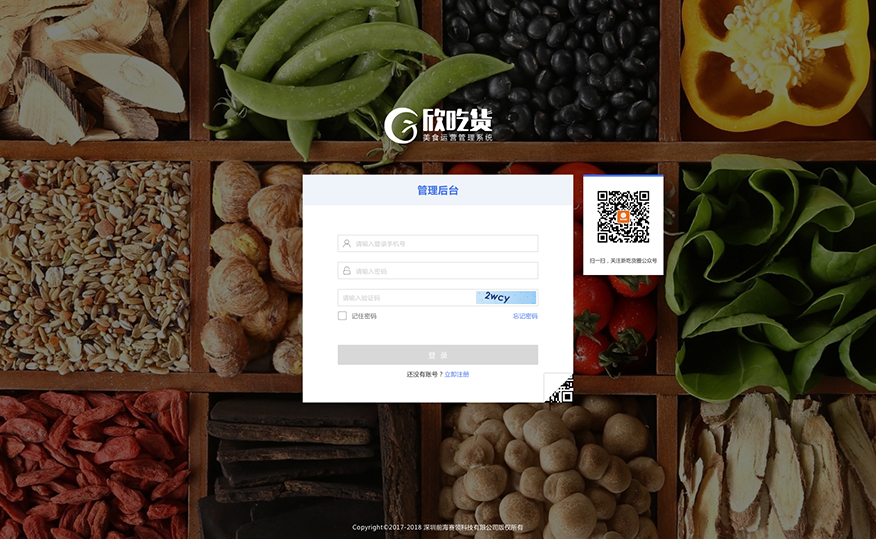 欣吃货
美食运营管理系统
管理后台
请输入登录手机号
请输入密码
请输入验证码
2wcy
记住密码
忘记密码
登 录
还没有账号？立即注册
扫一扫，关注新吃货圈公众号
Copyright©2017-2018 深圳前海赛领科技有限公司版权所有